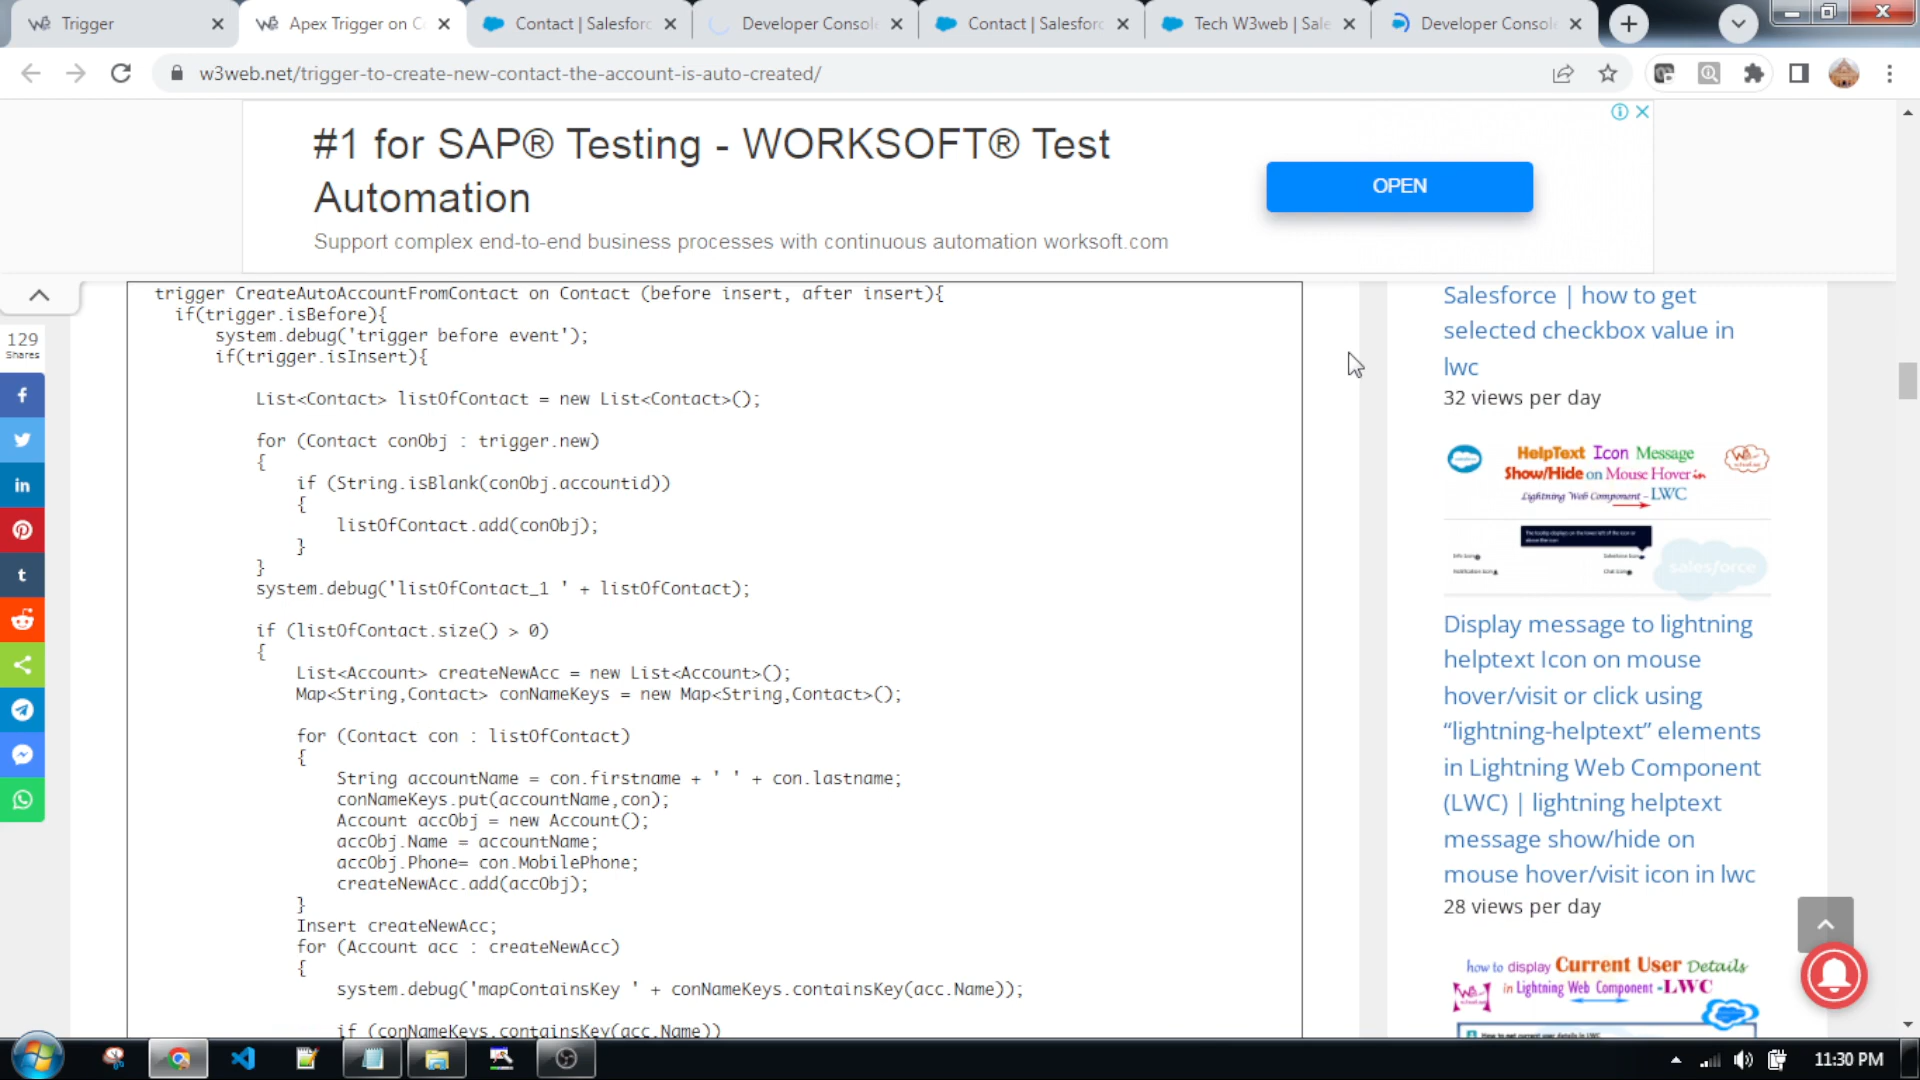 Trigger
Apex Trigger on C
Contact | Salesforc
Developer Console
Contact | Salesforc
Tech W3web | Sale
Developer Console
w3web.net/trigger-to-create-new-contact-the-account-is-auto-created/
#1 for SAP® Testing - WORKSOFT® Test
Automation
Support complex end-to-end business processes with continuous automation worksoft.com
OPEN
129
Shares
trigger CreateAutoAccountFromContact on Contact (before insert, after insert){
if(trigger.isBefore){
system.debug('trigger before event');
if(trigger.isInsert){
List<Contact> listOfContact = new List<Contact>();
for (Contact conObj : trigger.new)
{
if (String.isBlank(conObj.accountid))
{
listOfContact.add(conObj);
}
}
system.debug('listOfContact_1 ' + listOfContact);
if (listOfContact.size() > 0)
{
List<Account> createNewAcc = new List<Account>();
Map<String,Contact> conNameKeys = new Map<String,Contact>();
for (Contact con : listOfContact)
{
String accountName = con.firstname + ' ' + con.lastname;
conNameKeys.put(accountName,con);
Account accObj = new Account();
accObj.Name = accountName;
accObj.Phone= con.MobilePhone;
createNewAcc.add(accObj);
}
Insert createNewAcc;
for (Account acc : createNewAcc)
{
system.debug('mapContainsKey ' + conNameKeys.containsKey(acc.Name));
if (conNameKeys.containsKey(acc.Name))
Salesforce | how to get
selected checkbox value in
lwc
32 views per day
HelpText Icon Message
Show/Hide on Mouse Hover in
Lightning Web Component - LWC
salesforce
Display message to lightning
helptext Icon on mouse
hover/visit or click using
“lightning-helptext” elements
in Lightning Web Component
(LWC) | lightning helptext
message show/hide on
mouse hover/visit icon in lwc
28 views per day
how to display Current User Details
in Lightning Web Component -LWC
How to get current user details in LWC
11:30 PM